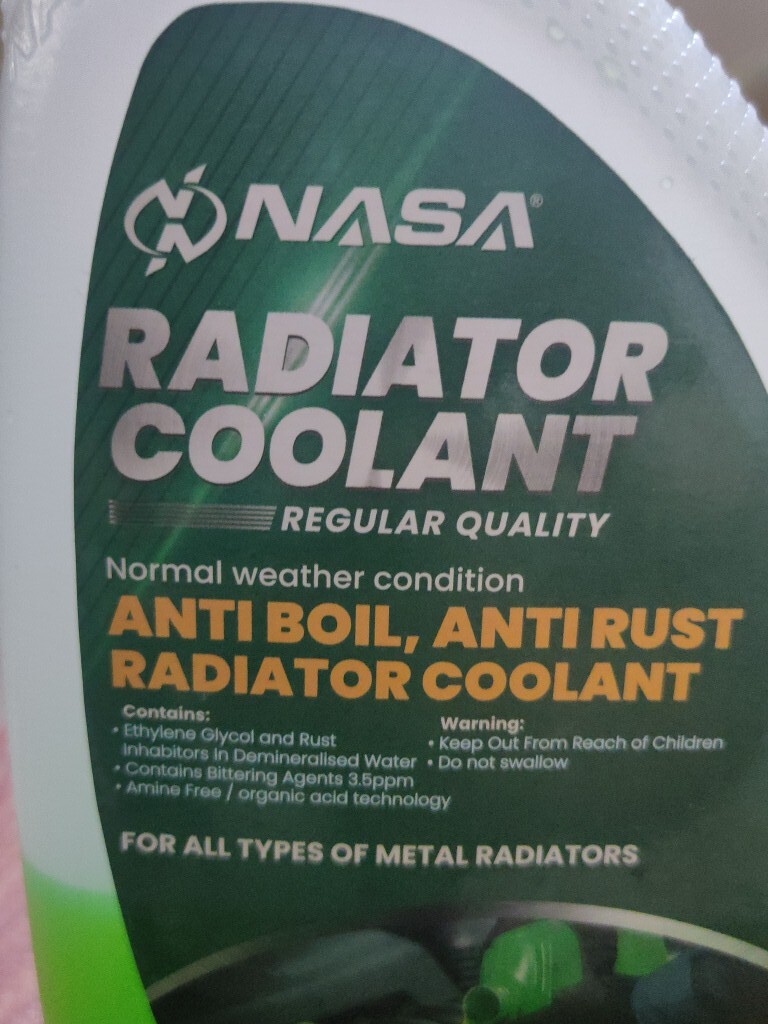 NASA®
RADIATOR
COOLANT
REGULAR QUALITY
Normal weather condition
ANTI BOIL, ANTI RUST
RADIATOR COOLANT
Contains:
• Ethylene Glycol and Rust
Inhabitors In Demineralised Water
• Contains Bittering Agents 3.5ppm
• Amine Free / organic acid technology
Warning:
• Keep Out From Reach of Children
• Do not swallow
FOR ALL TYPES OF METAL RADIATORS